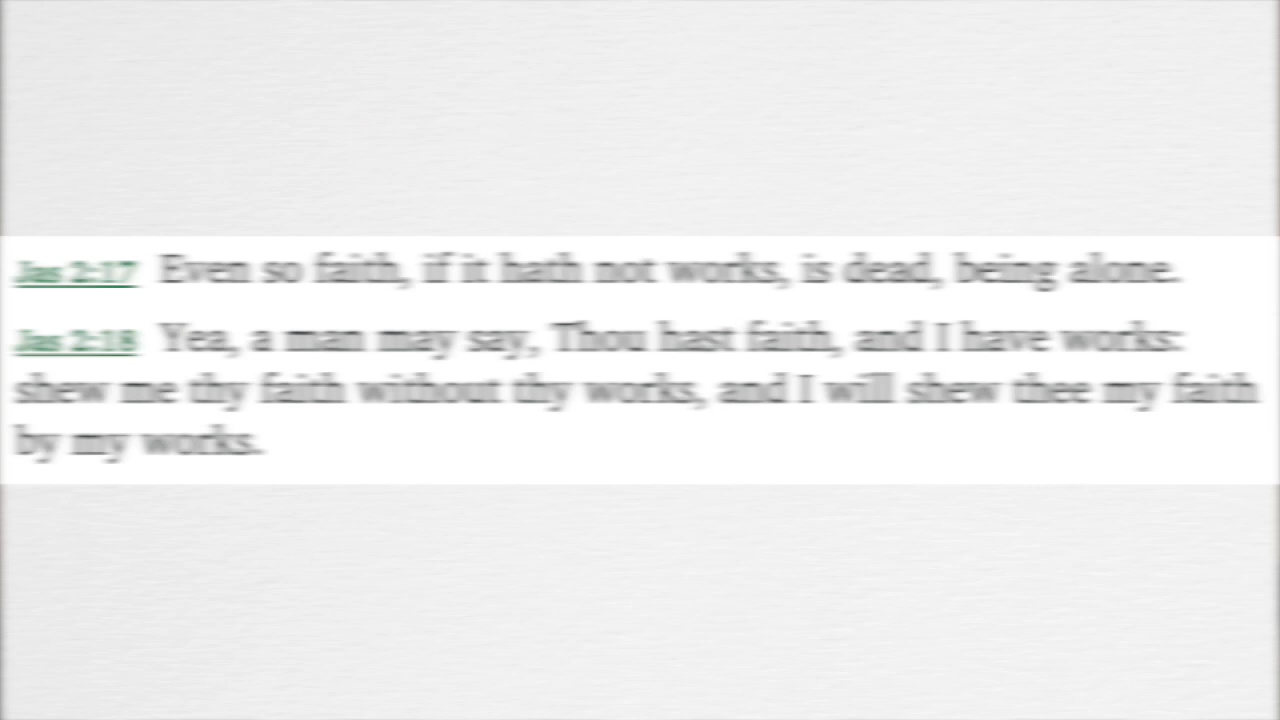 Jas 2:17 Even so faith, if it hath not works, is dead, being alone.
Jas 2:18 Yea, a man may say, Thou hast faith, and I have works:
shew me thy faith without thy works, and I will shew thee my faith
by my works.